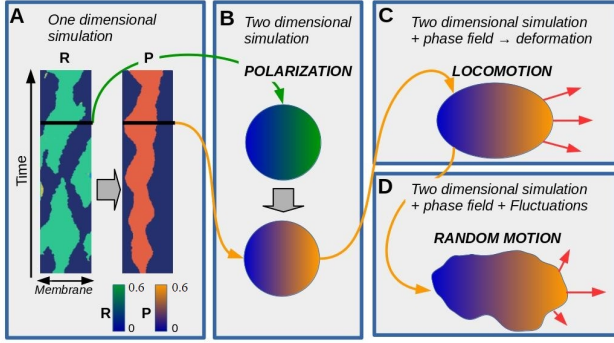 A
One dimensional
simulation
R
P
Time
Membrane
R
0.6
0
P
0.6
0
B
Two dimensional
simulation
POLARIZATION
C
Two dimensional simulation
+ phase field → deformation
LOCOMOTION
D
Two dimensional simulation
+ phase field + Fluctuations
RANDOM MOTION